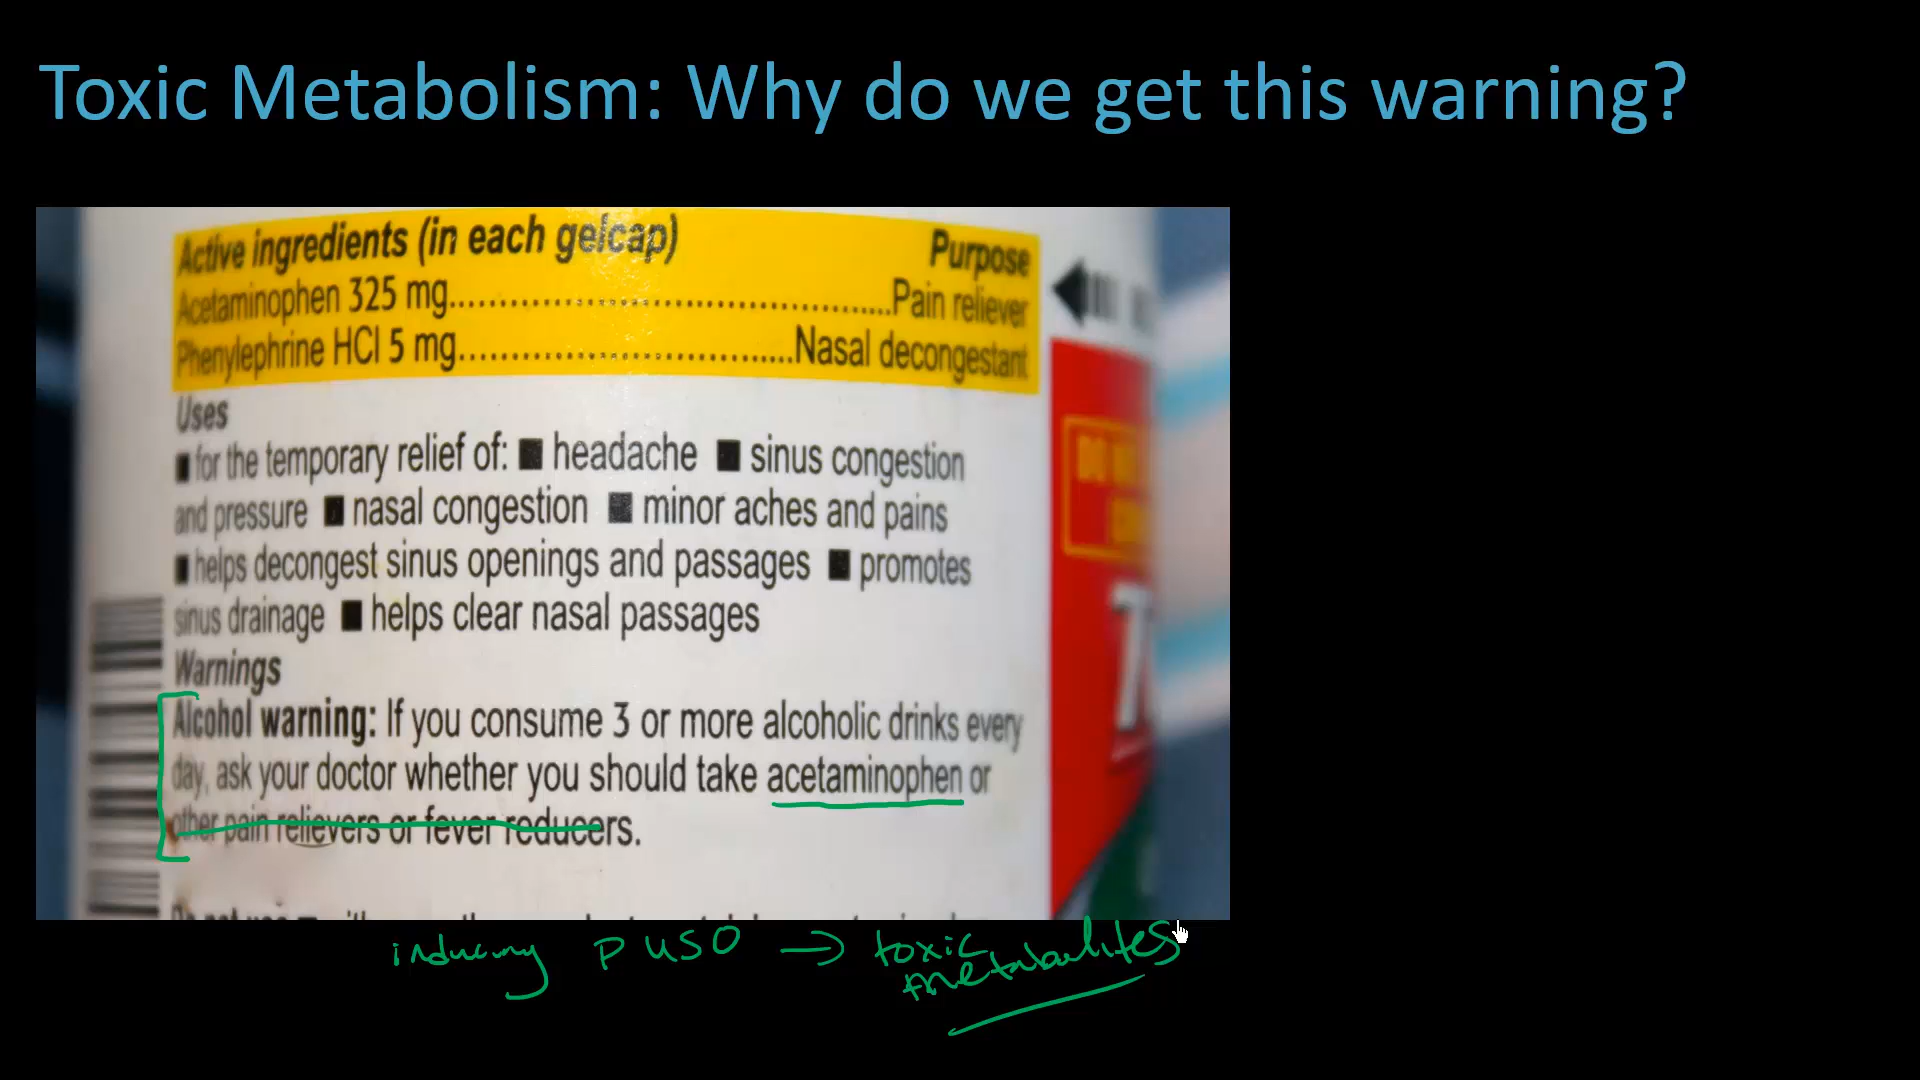 Toxic Metabolism: Why do we get this warning?
Active ingredients (in each gelcap) Purpose
Acetaminophen 325 mg..........................................Pain reliever
Phenylephrine HCl 5 mg...............................Nasal decongestant
Uses
■ for the temporary relief of: ■ headache ■ sinus congestion
and pressure ■ nasal congestion ■ minor aches and pains
■ helps decongest sinus openings and passages ■ promotes
sinus drainage ■ helps clear nasal passages
Warnings
Alcohol warning: If you consume 3 or more alcoholic drinks every
day, ask your doctor whether you should take acetaminophen or
other pain relievers or fever reducers.
inducing P450 → toxic
metabolites